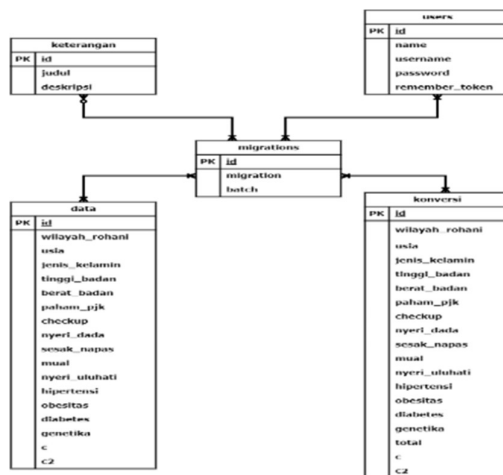 keterangan
PK id
judul
deskripsi
users
PK id
name
username
password
remember_token
migrations
PK id
migration
batch
data
PK id
wilayah_rohani
usia
jenis_kelamin
tinggi_badan
berat_badan
paham_pjk
checkup
nyeri_dada
sesak_napas
mual
nyeri_uluhati
hipertensi
obesitas
diabetes
genetika
c
c2
konversi
PK id
wilayah_rohani
usia
jenis_kelamin
tinggi_badan
berat_badan
paham_pjk
checkup
nyeri_dada
sesak_napas
mual
nyeri_uluhati
hipertensi
obesitas
diabetes
genetika
total
c
c2